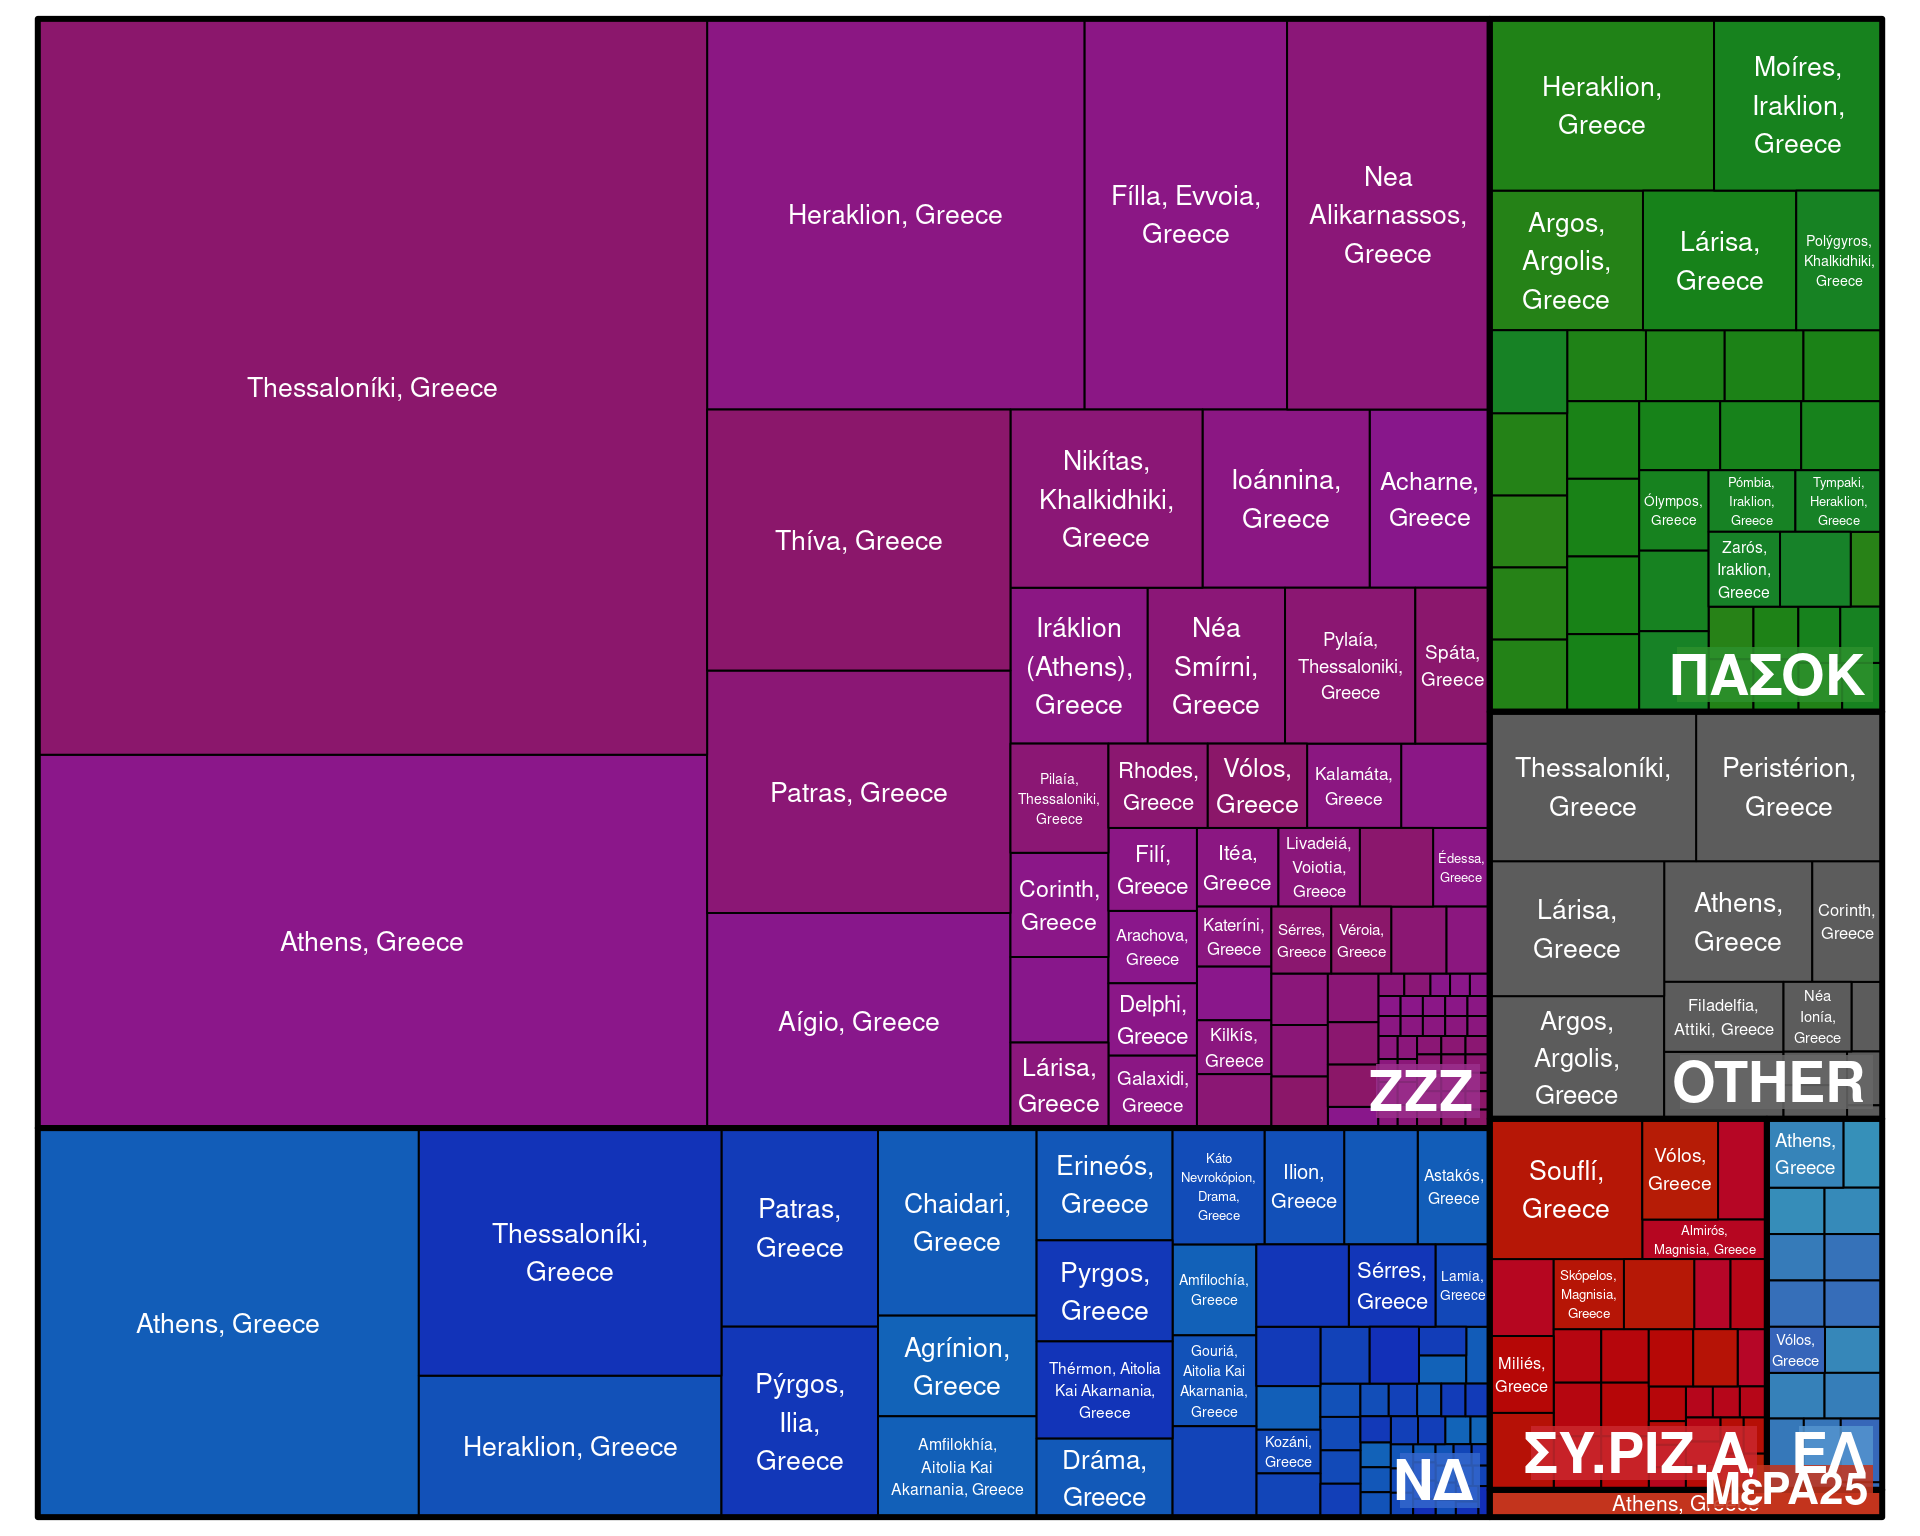 Thessaloníki, Greece
Athens, Greece
Heraklion, Greece
Fílla, Evvoia,
Greece
Nea
Alikarnassos,
Greece
Thíva, Greece
Patras, Greece
Aígio, Greece
Nikítas,
Khalkidhiki,
Greece
Ioánnina,
Greece
Acharne,
Greece
Iráklion
(Athens),
Greece
Néa
Smírni,
Greece
Pylaía,
Thessaloniki,
Greece
Spáta,
Greece
Pilaía,
Thessaloniki,
Greece
Rhodes,
Greece
Vólos,
Greece
Kalamáta,
Greece
Corinth,
Greece
Filí,
Greece
Itéa,
Greece
Livadeiá,
Voiotia,
Greece
Édessa,
Greece
Arachova,
Greece
Kateríni,
Greece
Sérres,
Greece
Véroia,
Greece
Delphi,
Greece
Kilkís,
Greece
Lárisa,
Greece
Galaxidi,
Greece
ZZZ
Heraklion,
Greece
Moíres,
Iraklion,
Greece
Argos,
Argolis,
Greece
Lárisa,
Greece
Polýgyros,
Khalkidhiki,
Greece
Ólympos,
Greece
Pómbia,
Iraklion,
Greece
Tympaki,
Heraklion,
Greece
Zarós,
Iraklion,
Greece
ΠΑΣΟΚ
Thessaloníki,
Greece
Peristérion,
Greece
Lárisa,
Greece
Athens,
Greece
Corinth,
Greece
Argos,
Argolis,
Greece
Filadelfia,
Attiki, Greece
Néa
Ionía,
Greece
OTHER
Athens, Greece
Thessaloníki,
Greece
Heraklion, Greece
Patras,
Greece
Pýrgos,
Ilia,
Greece
Chaidari,
Greece
Agrínion,
Greece
Amfilokhía,
Aitolia Kai
Akarnania, Greece
Erineós,
Greece
Pyrgos,
Greece
Thérmon, Aitolia
Kai Akarnania,
Greece
Dráma,
Greece
Káto
Nevrokópion,
Drama,
Greece
Ilion,
Greece
Astakós,
Greece
Amfilochía,
Greece
Sérres,
Greece
Lamía,
Greece
Gouriá,
Aitolia Kai
Akarnania,
Greece
Kozáni,
Greece
ΝΔ
Souflí,
Greece
Vólos,
Greece
Almirós,
Magnisia, Greece
Skópelos,
Magnisia,
Greece
Miliés,
Greece
ΣΥ.ΡΙΖ.Α,
Athens,
Greece
Vólos,
Greece
ΕΛ
Athens, Greece
ΜέΡΑ25